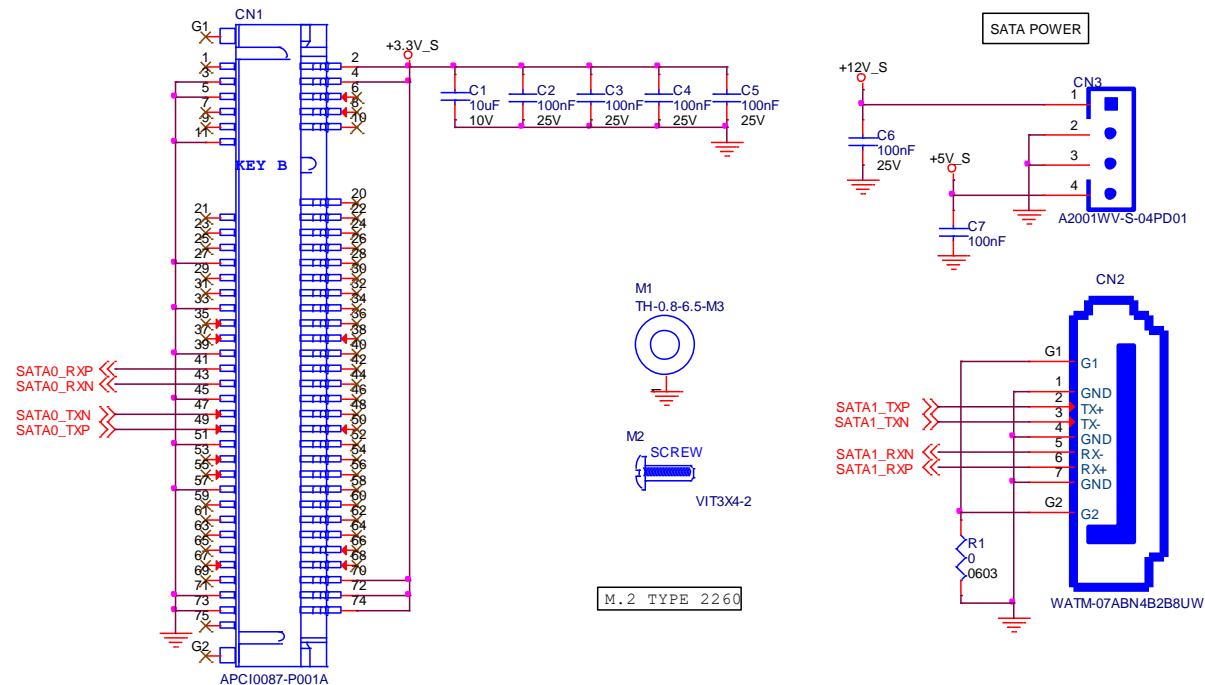 CN1
G1
1
3
5
7
9
11
KEY B
21
23
25
27
29
31
33
35
37
39
41
43
45
47
49
51
53
55
57
59
61
63
65
67
69
71
73
75
G2
APCI0087-P001A
SATA0_RXP
SATA0_RXN
SATA0_TXN
SATA0_TXP
2
4
6
8
10
20
22
24
26
28
30
32
34
36
38
40
42
44
46
48
50
52
54
56
58
60
62
64
66
68
70
72
74
+3.3V_S
C1
10uF
10V
C2
100nF
25V
C3
100nF
25V
C4
100nF
25V
C5
100nF
25V
M1
TH-0.8-6.5-M3
1
M2
SCREW
VIT3X4-2
M.2 TYPE 2260
SATA POWER
+12V_S
C6
100nF
25V
+5V_S
C7
100nF
CN3
1
2
3
4
A2001WV-S-04PD01
CN2
G1 G1
1 GND
2 TX+
3 TX-
4 GND
5 RX-
6 RX+
7 GND
G2 G2
SATA1_TXP
SATA1_TXN
SATA1_RXN
SATA1_RXP
R1
0
0603
WATM-07ABN4B2B8UW